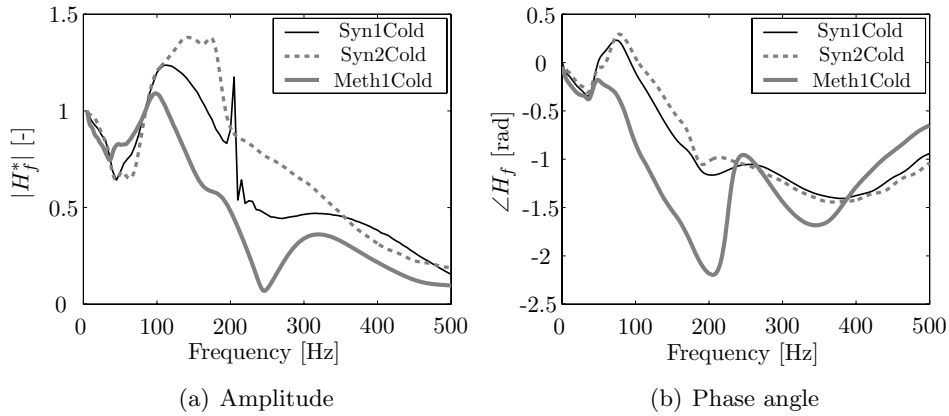 1.5
1
0.5
0
0 100 200 300 400 500
|H*f| [-]
Frequency [Hz]
Syn1Cold
Syn2Cold
Meth1Cold
(a) Amplitude
0.5
0
-0.5
-1
-1.5
-2
-2.5
0 100 200 300 400 500
∠Hf [rad]
Frequency [Hz]
Syn1Cold
Syn2Cold
Meth1Cold
(b) Phase angle